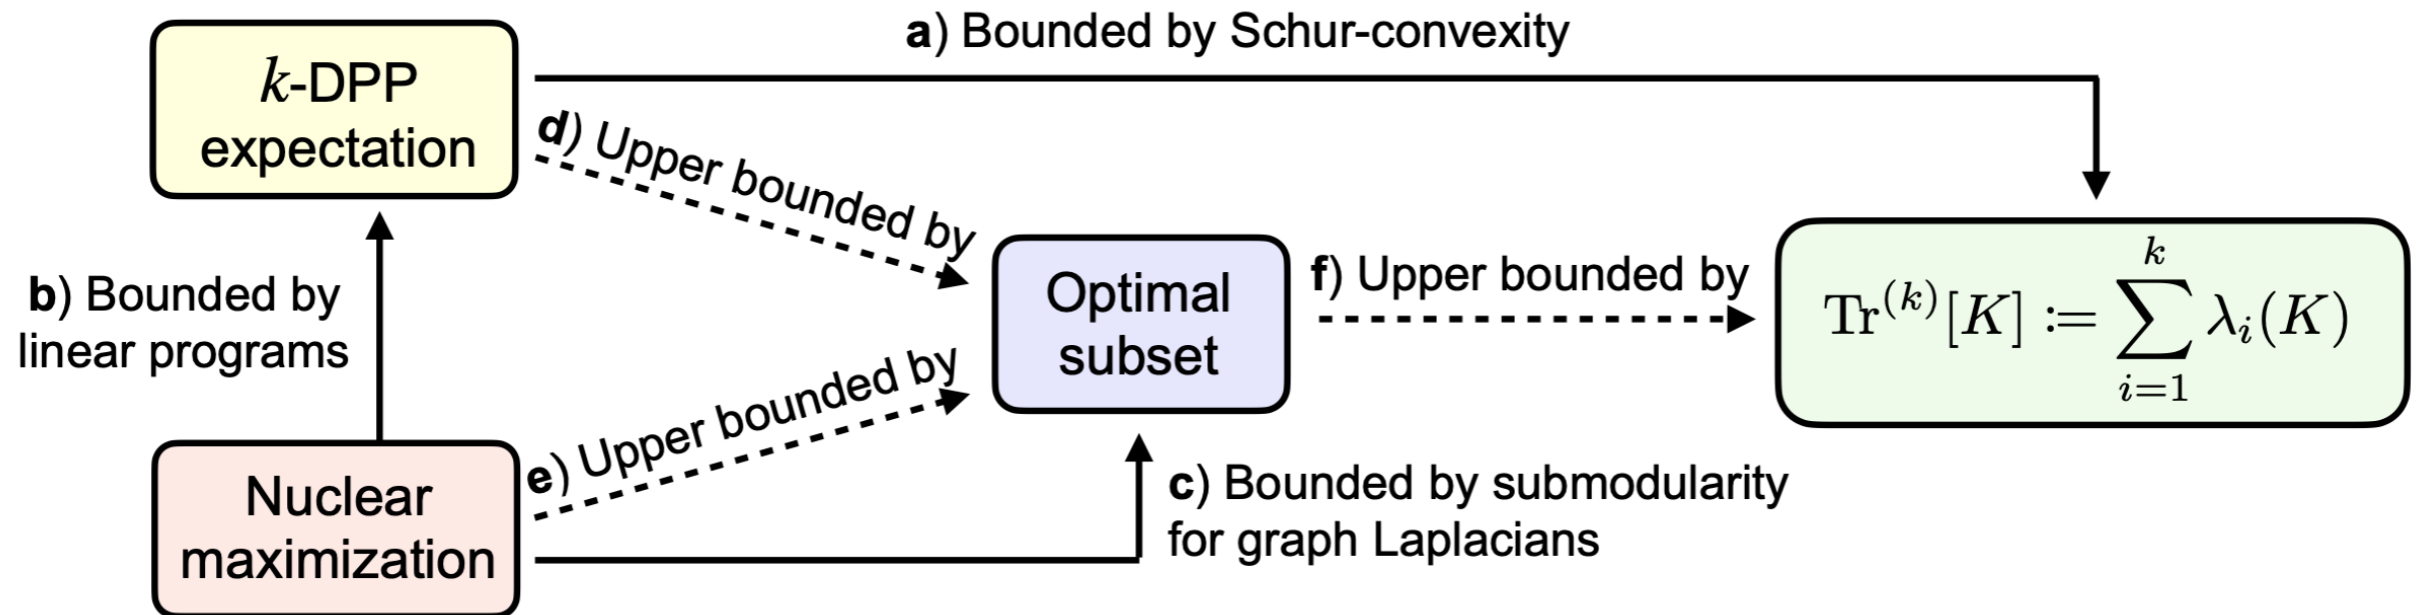 a) Bounded by Schur-convexity
k-DPP
expectation
d) Upper bounded by
b) Bounded by
linear programs
Optimal
subset
f) Upper bounded by
Tr^{(k)}[K] := \sum_{i=1}^{k} λ_i(K)
e) Upper bounded by
Nuclear
maximization
c) Bounded by submodularity
for graph Laplacians